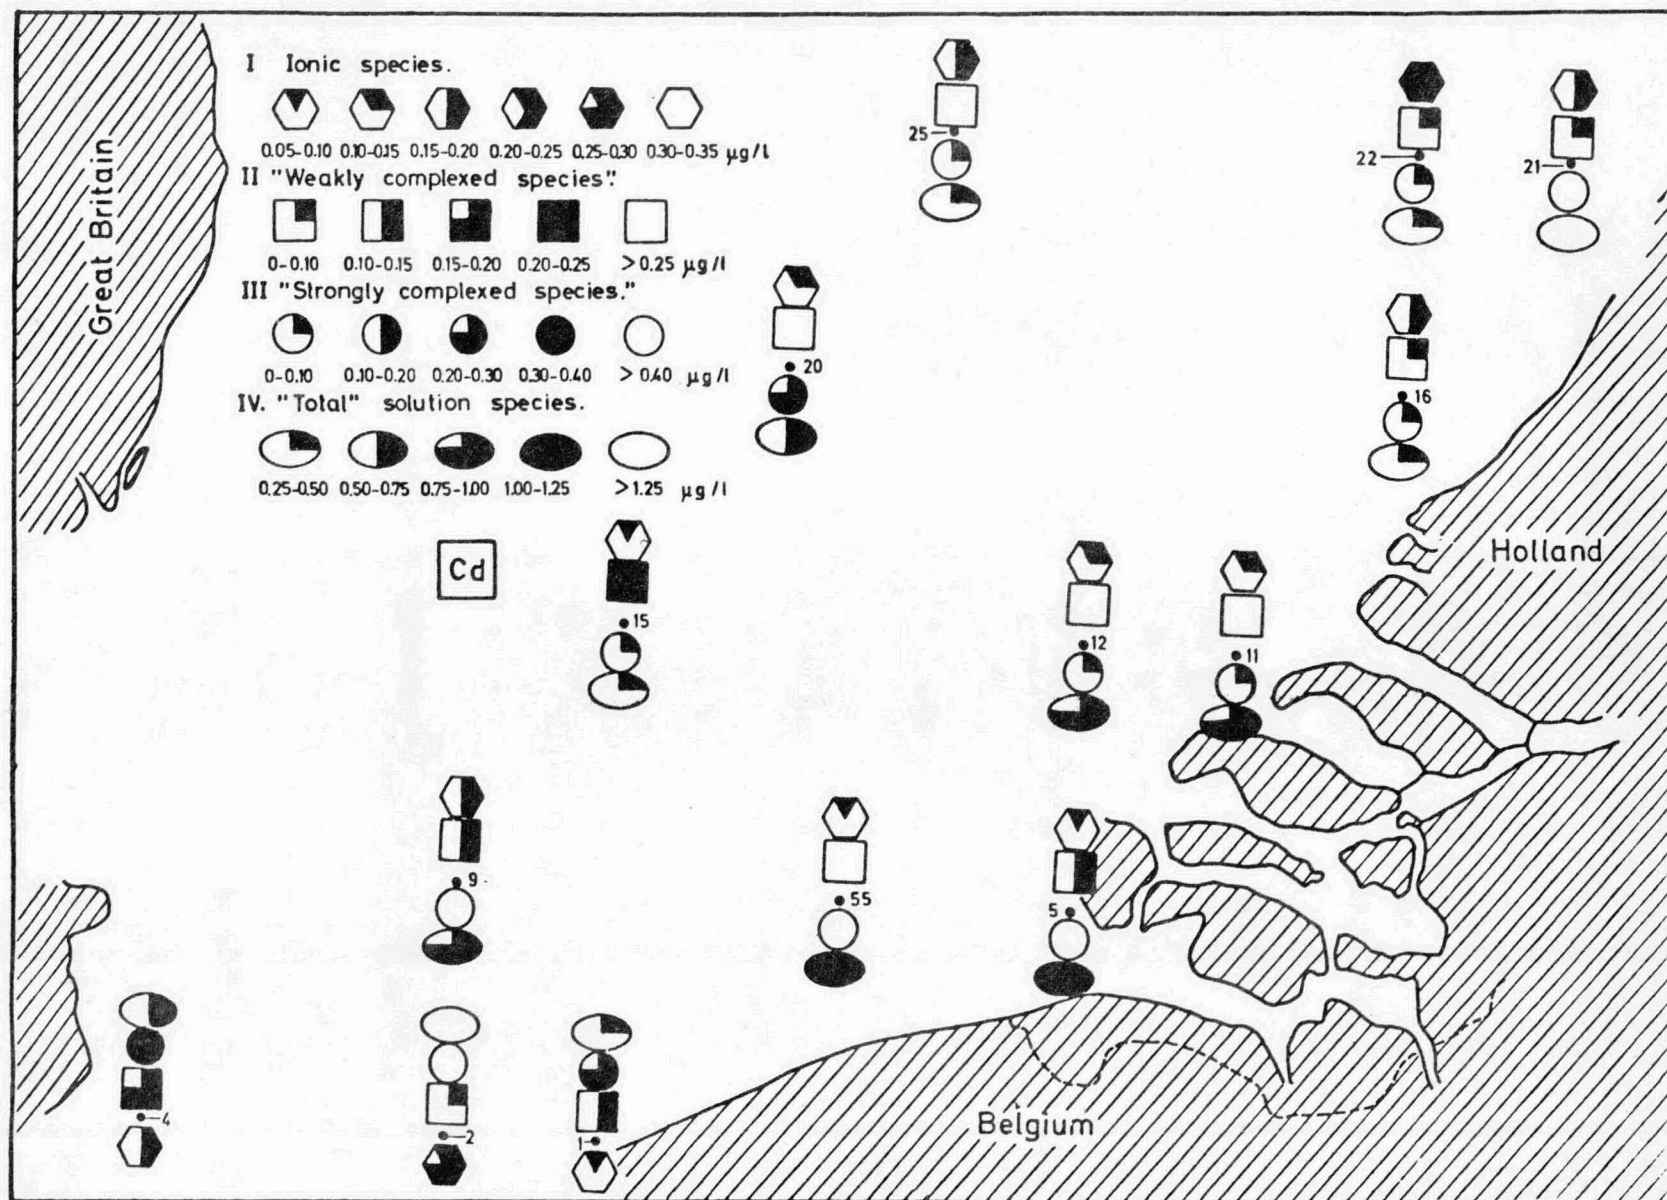 I Ionic species.
0.05-0.10 0.10-0.15 0.15-0.20 0.20-0.25 0.25-0.30 0.30-0.35 µg/l
II "Weakly complexed species".
0-0.10 0.10-0.15 0.15-0.20 0.20-0.25 >0.25 µg/l
III "Strongly complexed species."
0-0.10 0.10-0.20 0.20-0.30 0.30-0.40 >0.40 µg/l
IV. "Total" solution species.
0.25-0.50 0.50-0.75 0.75-1.00 1.00-1.25 >1.25 µg/l
Great Britain
25
22
21
20
16
Cd
Holland
15
12
11
9
55
5
4
2
1
Belgium